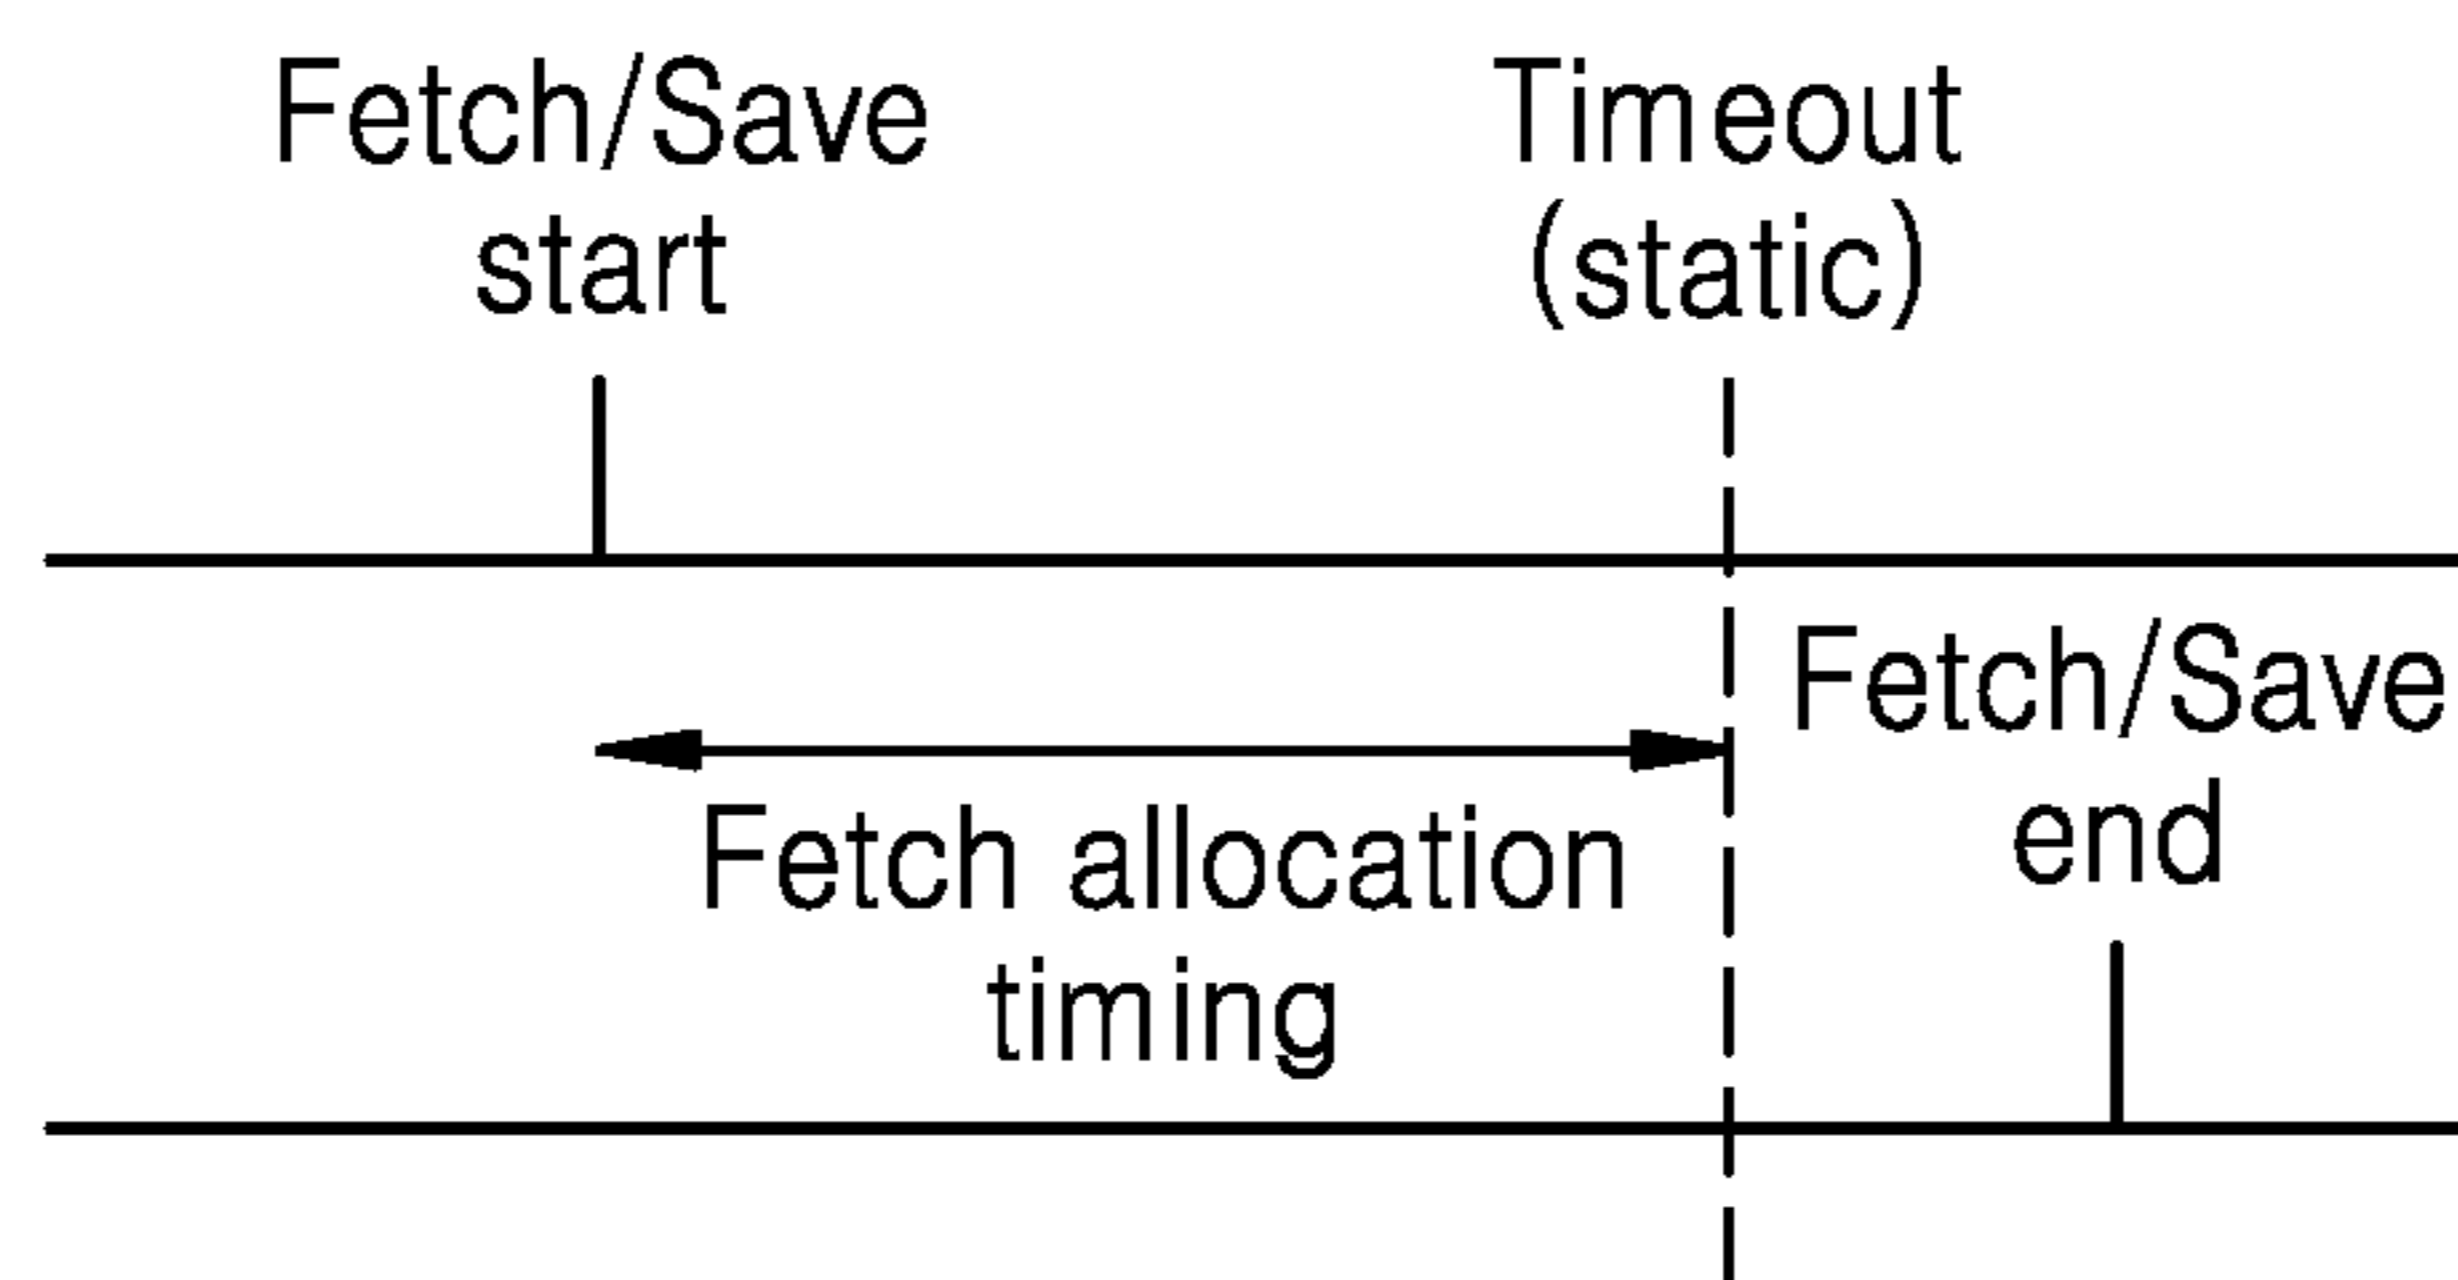 Fetch/Save
start
Timeout
(static)
Fetch/Save
end
Fetch allocation
timing